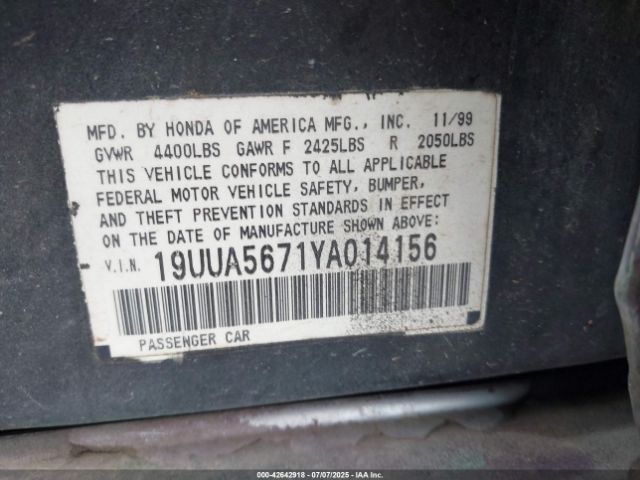 MFD. BY HONDA OF AMERICA MFG., INC. 11/99
GVWR 4400LBS GAWR F 2425LBS R 2050LBS
THIS VEHICLE CONFORMS TO ALL APPLICABLE
FEDERAL MOTOR VEHICLE SAFETY, BUMPER,
AND THEFT PREVENTION STANDARDS IN EFFECT
ON THE DATE OF MANUFACTURE SHOWN ABOVE:
V.I.N. 19UUA5671YA014156
PASSENGER CAR
000-42642918 - 07/07/2025 - IAA Inc.